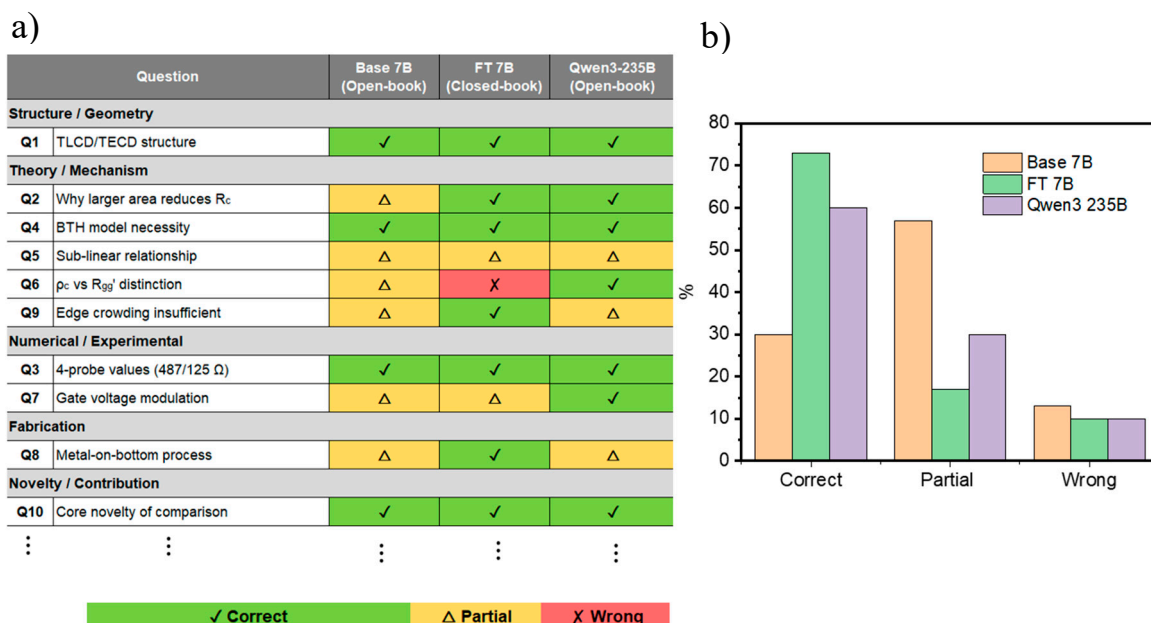 a)
Question Base 7B (Open-book) FT 7B (Closed-book) Qwen3-235B (Open-book)
Structure / Geometry
Q1 TLCD/TECD structure ✓ ✓ ✓
Theory / Mechanism
Q2 Why larger area reduces Rc △ ✓ ✓
Q4 BTH model necessity ✓ ✓ ✓
Q5 Sub-linear relationship △ △ △
Q6 ρc vs Rgg' distinction △ ✗ ✓
Q9 Edge crowding insufficient △ ✓ △
Numerical / Experimental
Q3 4-probe values (487/125 Ω) ✓ ✓ ✓
Q7 Gate voltage modulation △ △ ✓
Fabrication
Q8 Metal-on-bottom process △ ✓ △
Novelty / Contribution
Q10 Core novelty of comparison ✓ ✓ ✓
⋮ ⋮ ⋮ ⋮ ⋮
✓ Correct △ Partial ✗ Wrong
b)
80
70
60
50
40
30
20
10
0
%
Base 7B
FT 7B
Qwen3 235B
Correct Partial Wrong